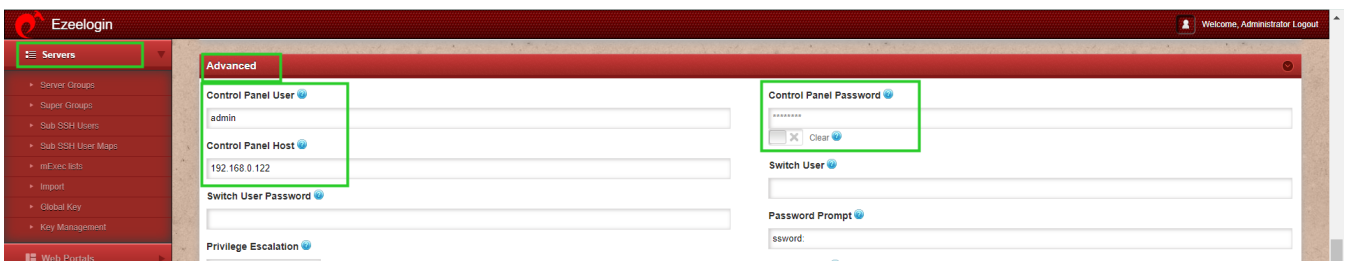 Ezeelogin
Welcome, Administrator Logout
Servers
Server Groups
Super Groups
Sub SSH Users
Sub SSH User Maps
mExec lists
Import
Global Key
Key Management
Web Portals
Advanced
Control Panel User
admin
Control Panel Password
********
Clear
Control Panel Host
192.168.0.122
Switch User
Switch User Password
Password Prompt
ssword:
Privilege Escalation